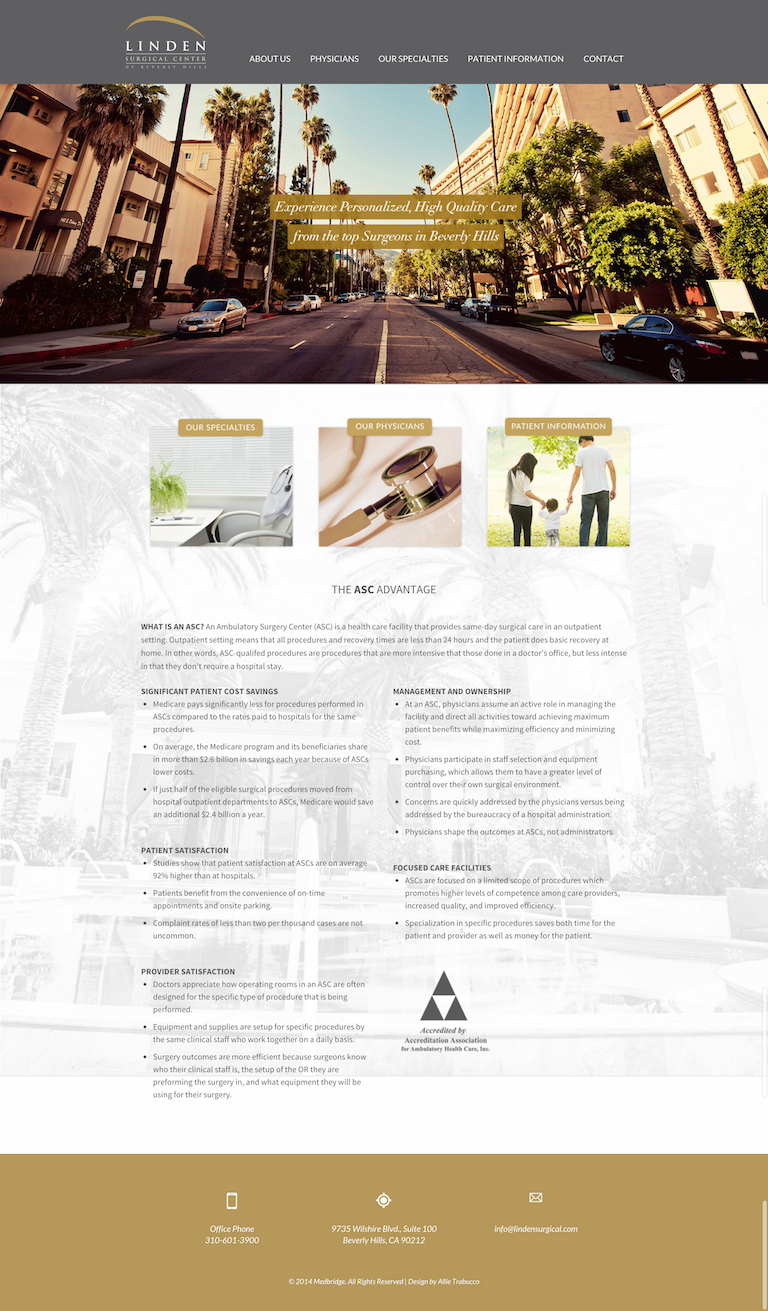 LINDEN
SURGICAL CENTER
OF BEVERLY HILLS
ABOUT US PHYSICIANS OUR SPECIALTIES PATIENT INFORMATION CONTACT
Experience Personalized, High Quality Care
from the top Surgeons in Beverly Hills
OUR SPECIALTIES OUR PHYSICIANS PATIENT INFORMATION
THE ASC ADVANTAGE
WHAT IS AN ASC? An Ambulatory Surgery Center (ASC) is a health care facility that provides same-day surgical care in an outpatient
setting. Outpatient setting means that all procedures and recovery times are less than 24 hours and the patient does basic recovery at
home. In other words, ASC-qualifed procedures are procedures that are more intensive that those done in a doctor's office, but less intense
in that they don't require a hospital stay.
SIGNIFICANT PATIENT COST SAVINGS
• Medicare pays significantly less for procedures performed in
ASCs compared to the rates paid to hospitals for the same
procedures.
• On average, the Medicare program and its beneficiaries share
in more than $2.6 billion in savings each year because of ASCs
lower costs.
• If just half of the eligible surgical procedures moved from
hospital outpatient departments to ASCs, Medicare would save
an additional $2.4 billion a year.
PATIENT SATISFACTION
• Studies show that patient satisfaction at ASCs are on average
92% higher than at hospitals.
• Patients benefit from the convenience of on-time
appointments and onsite parking.
• Complaint rates of less than two per thousand cases are not
uncommon.
PROVIDER SATISFACTION
• Doctors appreciate how operating rooms in an ASC are often
designed for the specific type of procedure that is being
performed.
• Equipment and supplies are setup for specific procedures by
the same clinical staff who work together on a daily basis.
• Surgery outcomes are more efficient because surgeons know
who their clinical staff is, the setup of the OR they are
preforming the surgery in, and what equipment they will be
using for their surgery.
MANAGEMENT AND OWNERSHIP
• At an ASC, physicians assume an active role in managing the
facility and direct all activities toward achieving maximum
patient benefits while maximizing efficiency and minimizing
cost.
• Physicians participate in staff selection and equipment
purchasing, which allows them to have a greater level of
control over their own surgical environment.
• Concerns are quickly addressed by the physicians versus being
addressed by the bureaucracy of a hospital administration.
• Physicians shape the outcomes at ASCs, not administrators.
FOCUSED CARE FACILITIES
• ASCs are focused on a limited scope of procedures which
promotes higher levels of competence among care providers,
increased quality, and improved efficiency.
• Specialization in specific procedures saves both time for the
patient and provider as well as money for the patient.
Accredited by
Accreditation Association
for Ambulatory Health Care, Inc.
Office Phone
310-601-3900
9735 Wilshire Blvd., Suite 100
Beverly Hills, CA 90212
info@lindensurgical.com
© 2014 Medbridge. All Rights Reserved | Design by Allie Trabucco